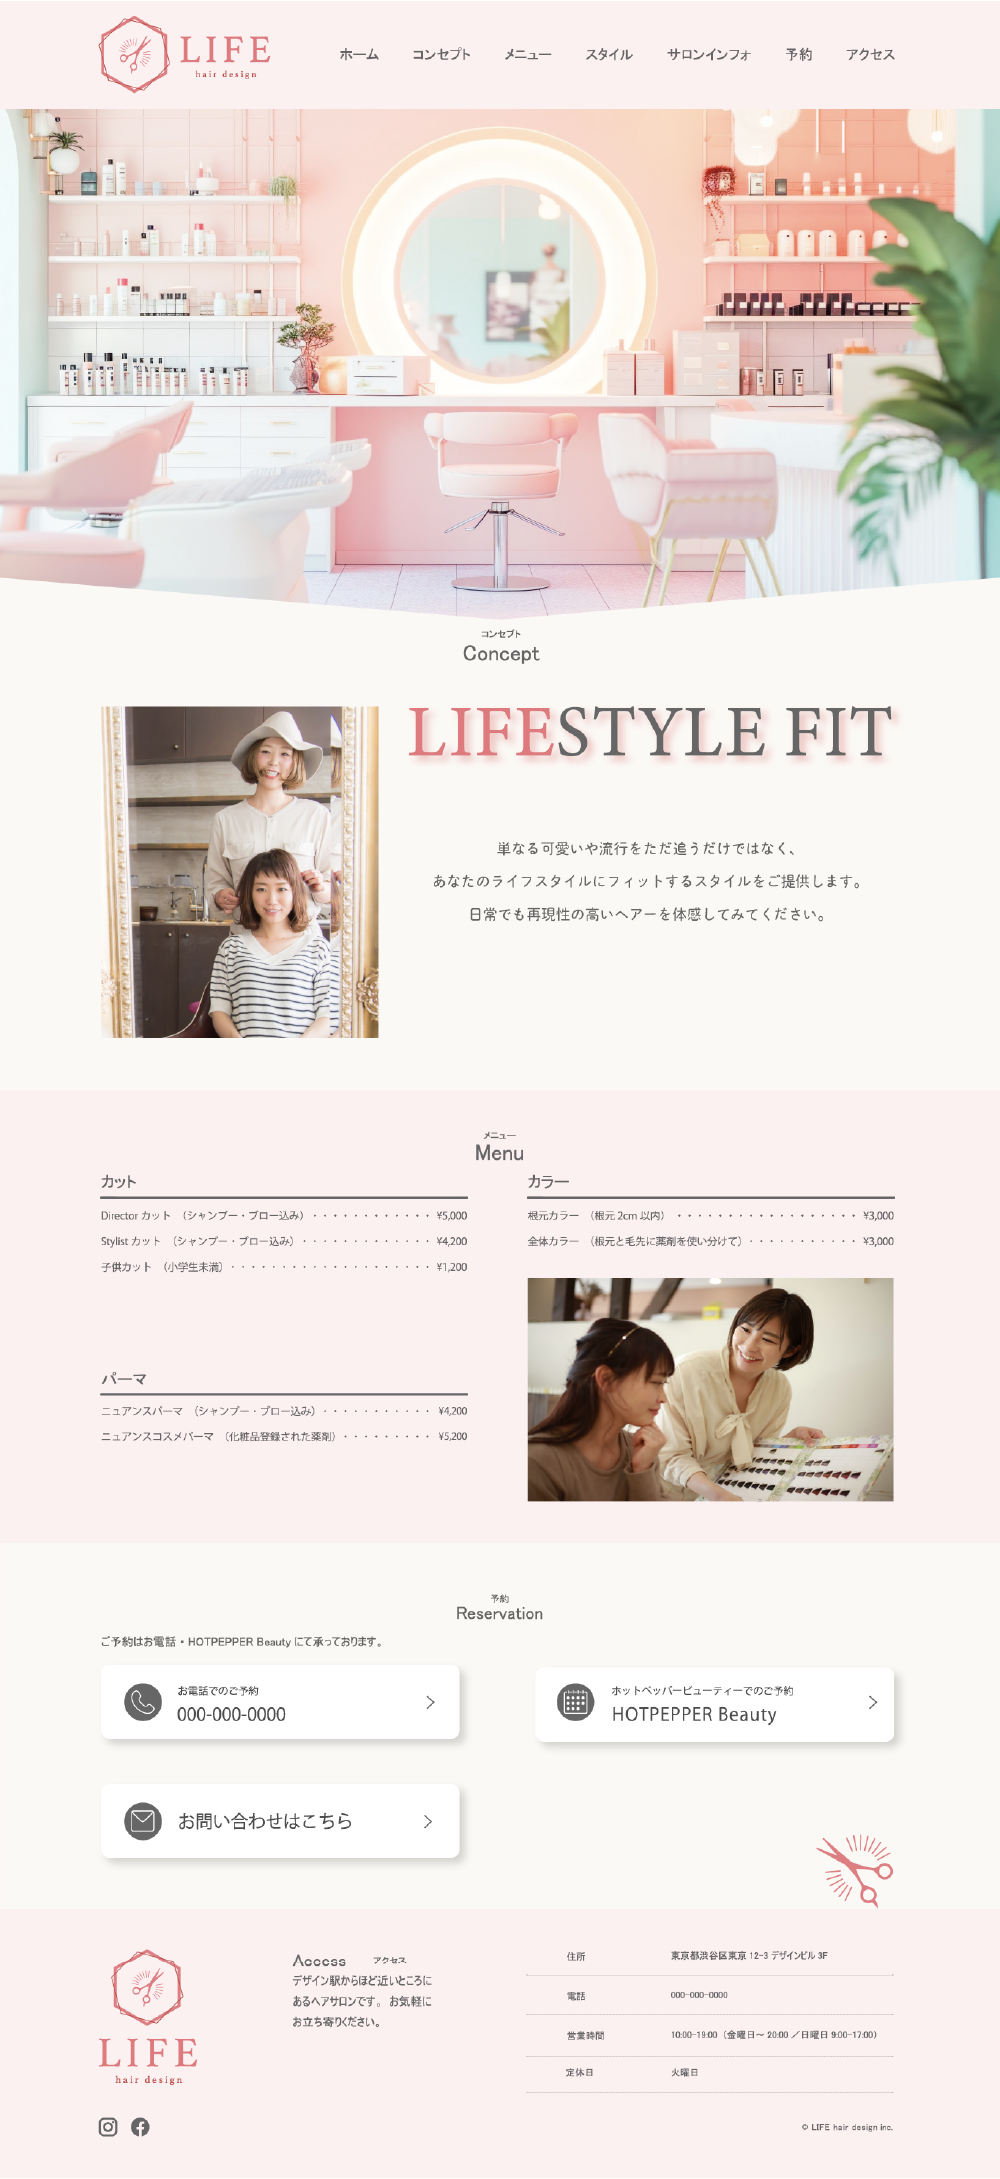 LIFE
hair design
ホーム コンセプト メニュー スタイル サロンインフォ 予約 アクセス
コンセプト
Concept
LIFESTYLE FIT
単なる可愛いや流行をただ追うだけではなく、
あなたのライフスタイルにフィットするスタイルをご提供します。
日常でも再現性の高いヘアーを体感してみてください。
メニュー
Menu
カット
Director カット （シャンプー・ブロー込み）・・・・・・・・・・・・ ¥5,000
Stylist カット （シャンプー・ブロー込み）・・・・・・・・・・・・・ ¥4,200
子供カット （小学生未満）・・・・・・・・・・・・・・・・・・・・ ¥1,200
カラー
根元カラー （根元 2cm 以内） ・・・・・・・・・・・・・・・・・・ ¥3,000
全体カラー （根元と毛先に薬剤を使い分けて）・・・・・・・・・・・ ¥3,000
パーマ
ニュアンスパーマ （シャンプー・ブロー込み）・・・・・・・・・・・ ¥4,200
ニュアンスコスメパーマ （化粧品登録された薬剤）・・・・・・・・・ ¥5,200
予約
Reservation
ご予約はお電話・HOTPEPPER Beauty にて承っております。
お電話でのご予約
000-000-0000
ホットペッパービューティーでのご予約
HOTPEPPER Beauty
お問い合わせはこちら
LIFE
hair design
Access アクセス
デザイン駅からほど近いところに
あるヘアサロンです。 お気軽に
お立ち寄りください。
住所 東京都渋谷区東京 12-3 デザインビル 3F
電話 000-000-0000
営業時間 10:00-19:00（金曜日～ 20:00 ／日曜日 9:00-17:00）
定休日 火曜日
© LIFE hair design inc.